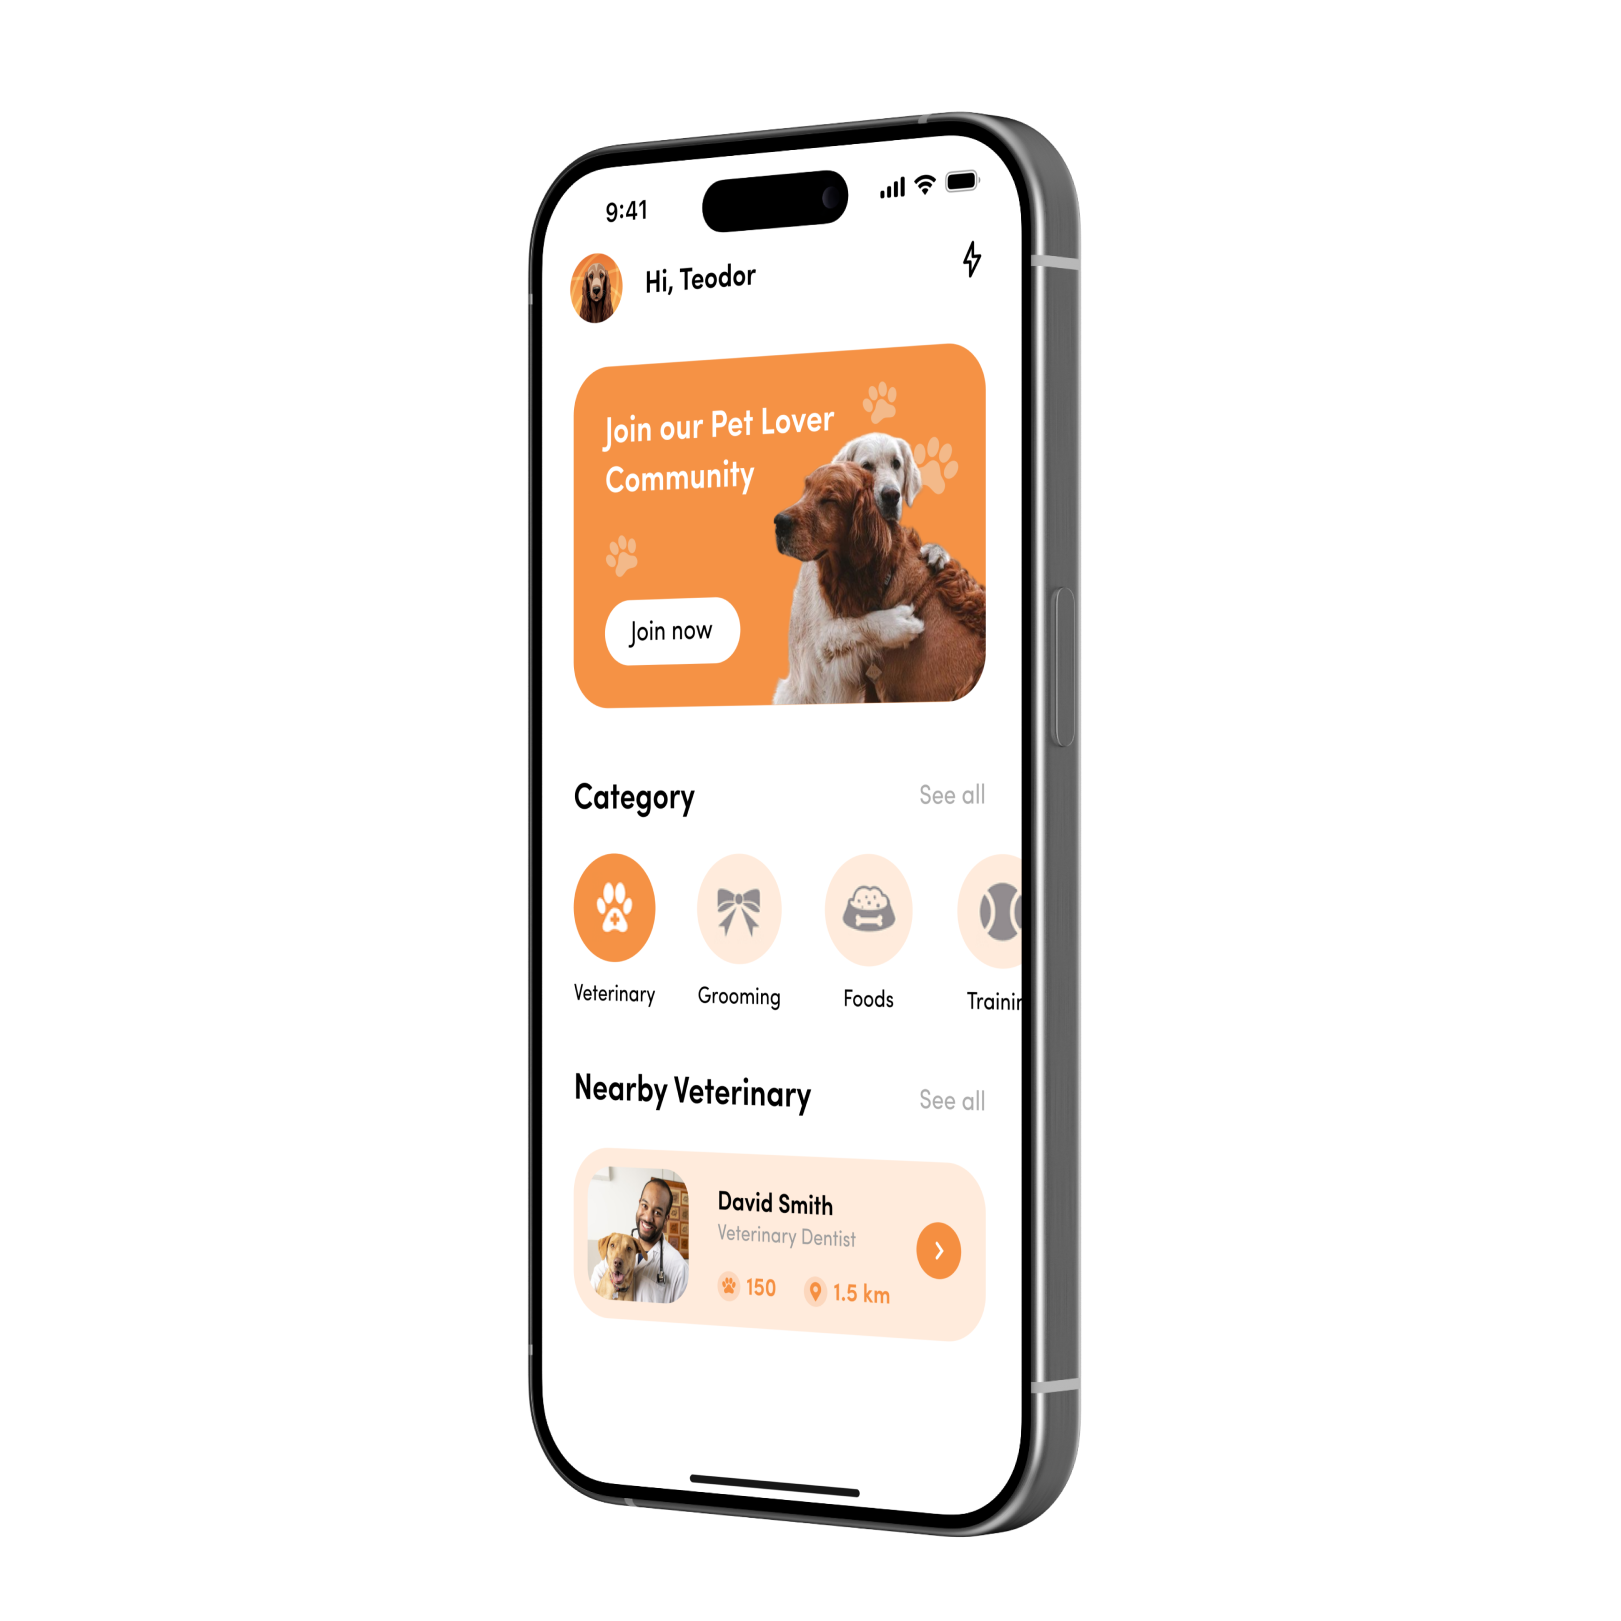 9:41
Hi, Teodor
Join our Pet Lover
Community
Join now
Category
See all
Veterinary
Grooming
Foods
Trainin
Nearby Veterinary
See all
David Smith
Veterinary Dentist
150
1.5 km